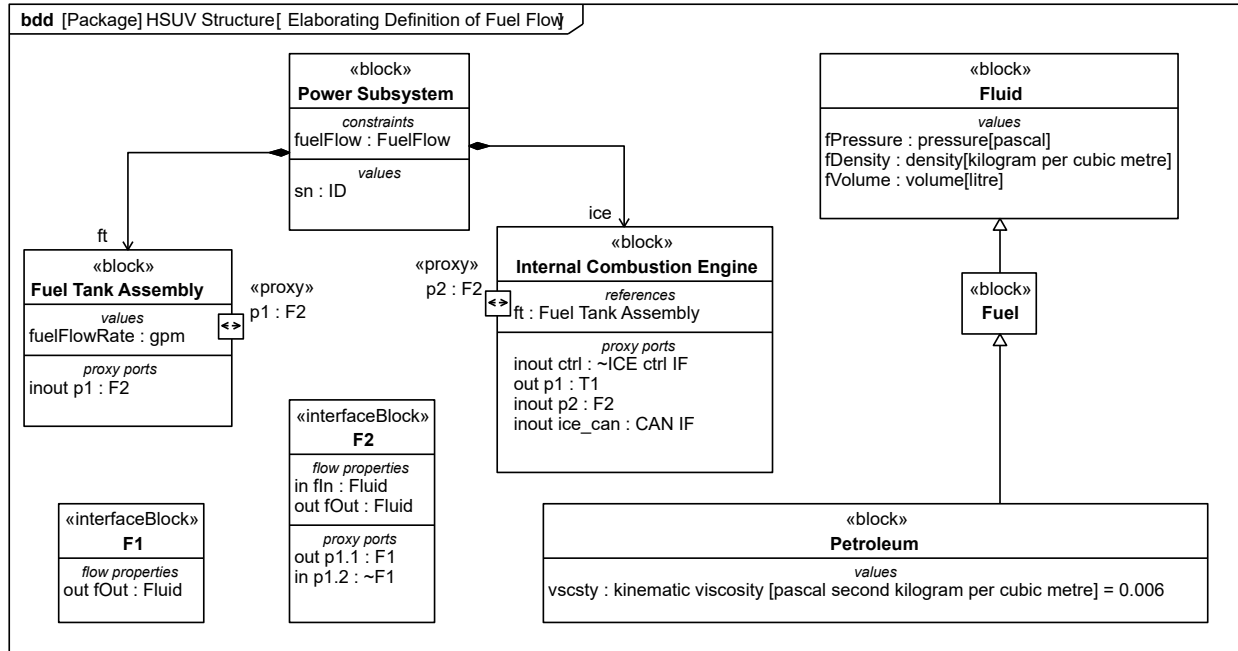 bdd [Package] HSUV Structure[ Elaborating Definition of Fuel Flow]
«block»
Power Subsystem
constraints
fuelFlow : FuelFlow
values
sn : ID
ft
ice
«block»
Fluid
values
fPressure : pressure[pascal]
fDensity : density[kilogram per cubic metre]
fVolume : volume[litre]
«block»
Fuel Tank Assembly
values
fuelFlowRate : gpm
proxy ports
inout p1 : F2
«proxy»
p1 : F2
«proxy»
p2 : F2
«block»
Internal Combustion Engine
references
ft : Fuel Tank Assembly
proxy ports
inout ctrl : ~ICE ctrl IF
out p1 : T1
inout p2 : F2
inout ice_can : CAN IF
«block»
Fuel
«interfaceBlock»
F2
flow properties
in fIn : Fluid
out fOut : Fluid
proxy ports
out p1.1 : F1
in p1.2 : ~F1
«interfaceBlock»
F1
flow properties
out fOut : Fluid
«block»
Petroleum
values
vscsty : kinematic viscosity [pascal second kilogram per cubic metre] = 0.006